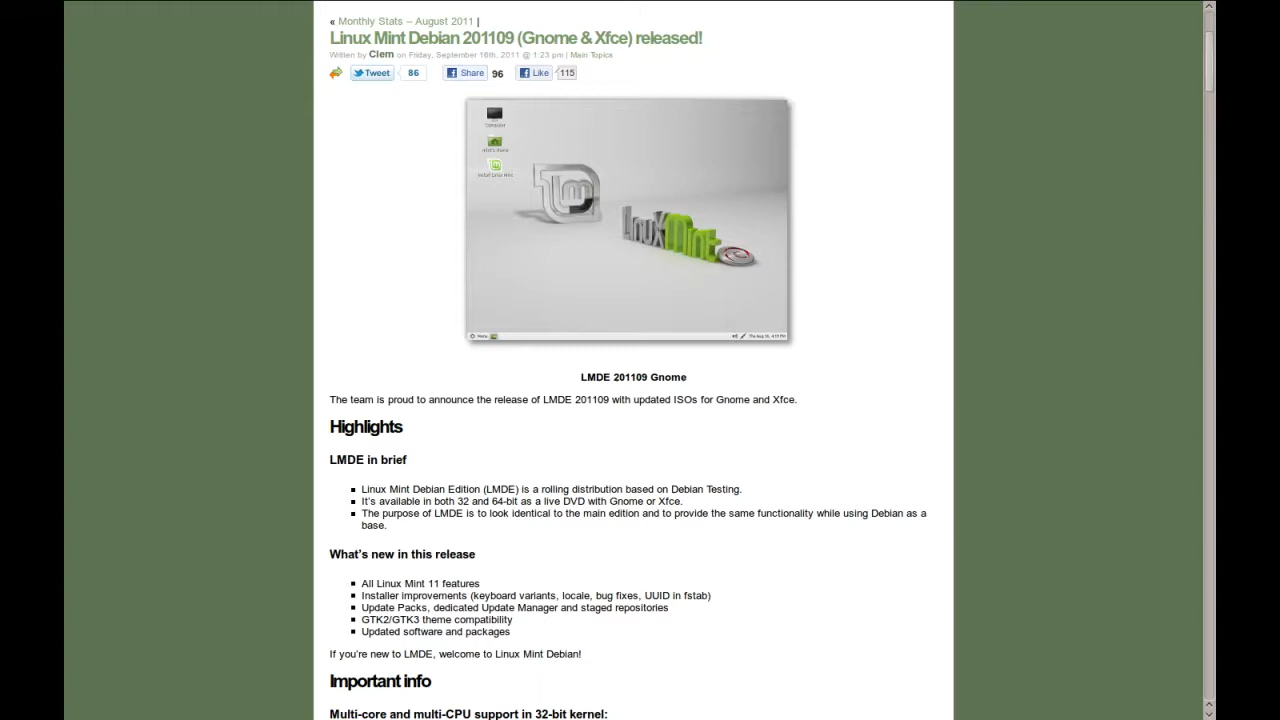 « Monthly Stats – August 2011 |
Linux Mint Debian 201109 (Gnome & Xfce) released!
Written by Clem on Friday, September 16th, 2011 @ 1:23 pm | Main Topics
Tweet 86 Share 96 Like 115
Computer
Install Linux Mint
LinuxMint
Menu
LMDE 201109 Gnome
The team is proud to announce the release of LMDE 201109 with updated ISOs for Gnome and Xfce.
Highlights
LMDE in brief
Linux Mint Debian Edition (LMDE) is a rolling distribution based on Debian Testing.
It's available in both 32 and 64-bit as a live DVD with Gnome or Xfce.
The purpose of LMDE is to look identical to the main edition and to provide the same functionality while using Debian as a
base.
What's new in this release
All Linux Mint 11 features
Installer improvements (keyboard variants, locale, bug fixes, UUID in fstab)
Update Packs, dedicated Update Manager and staged repositories
GTK2/GTK3 theme compatibility
Updated software and packages
If you're new to LMDE, welcome to Linux Mint Debian!
Important info
Multi-core and multi-CPU support in 32-bit kernel: